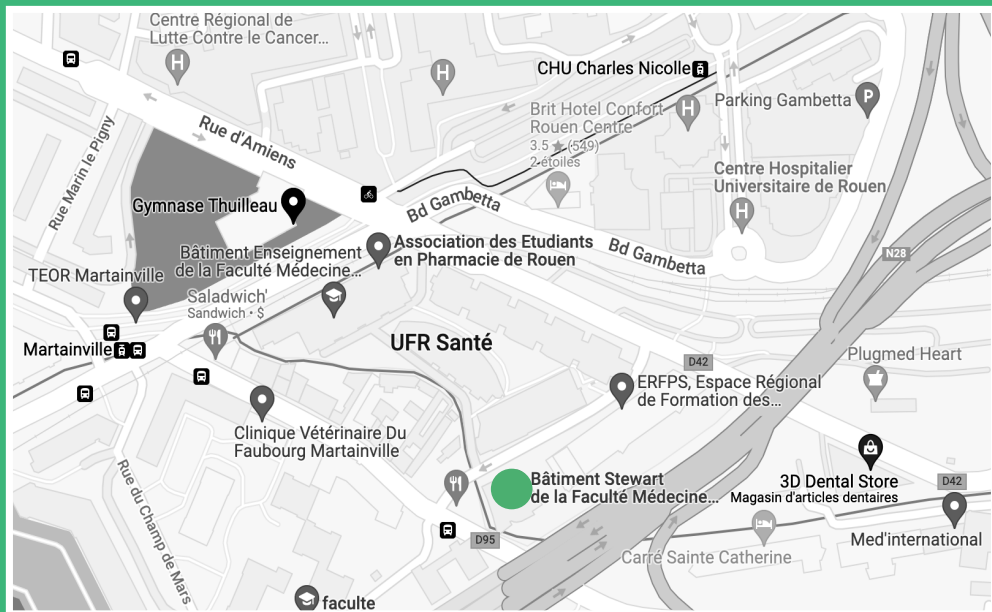 Centre Régional de
Lutte Contre le Cancer...
H
H
CHU Charles Nicolle
Brit Hotel Confort
Rouen Centre
3.5 ★ (549)
2 étoiles
H
Parking Gambetta
P
Rue d'Amiens
Rue Marin le Pigny
Centre Hospitalier
Universitaire de Rouen
H
Gymnase Thuilleau
Bd Gambetta
Bâtiment Enseignement
de la Faculté Médecine...
Association des Etudiants
en Pharmacie de Rouen
Bd Gambetta
N28
TEOR Martainville
Saladwich'
Sandwich • $
Martainville
UFR Santé
D42
Plugmed Heart
ERFPS, Espace Régional
de Formation des...
Clinique Vétérinaire Du
Faubourg Martainville
Rue du Champ de Mars
Bâtiment Stewart
de la Faculté Médecine...
3D Dental Store
Magasin d'articles dentaires
D42
D95
Carré Sainte Catherine
Med'international
faculte